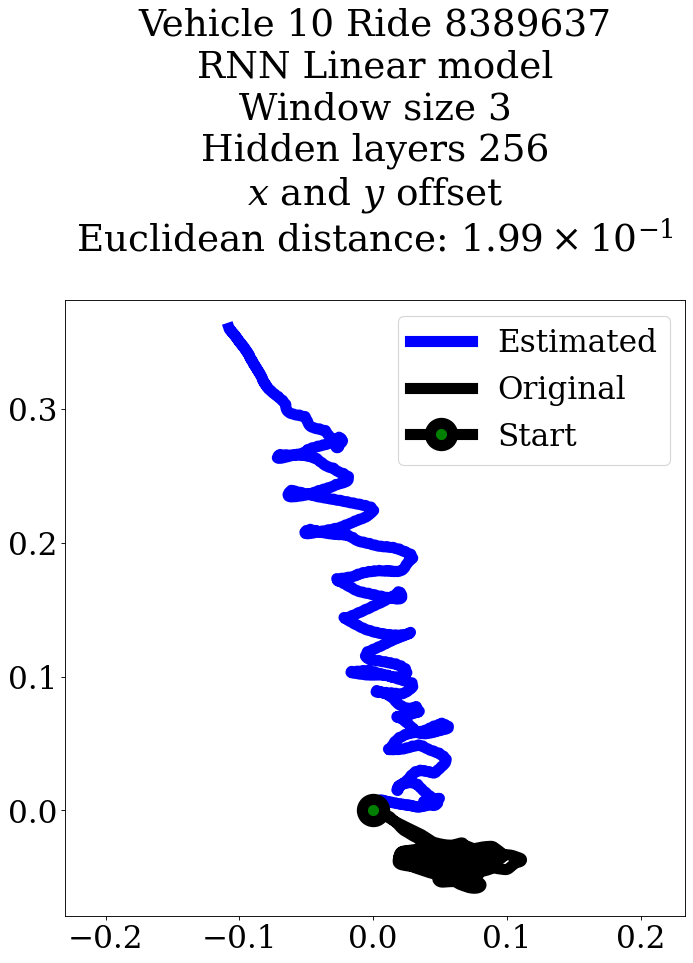 Vehicle 10 Ride 8389637
RNN Linear model
Window size 3
Hidden layers 256
x and y offset
Euclidean distance: 1.99 × 10⁻¹
Estimated
Original
Start
0.3
0.2
0.1
0.0
−0.2
−0.1
0.0
0.1
0.2